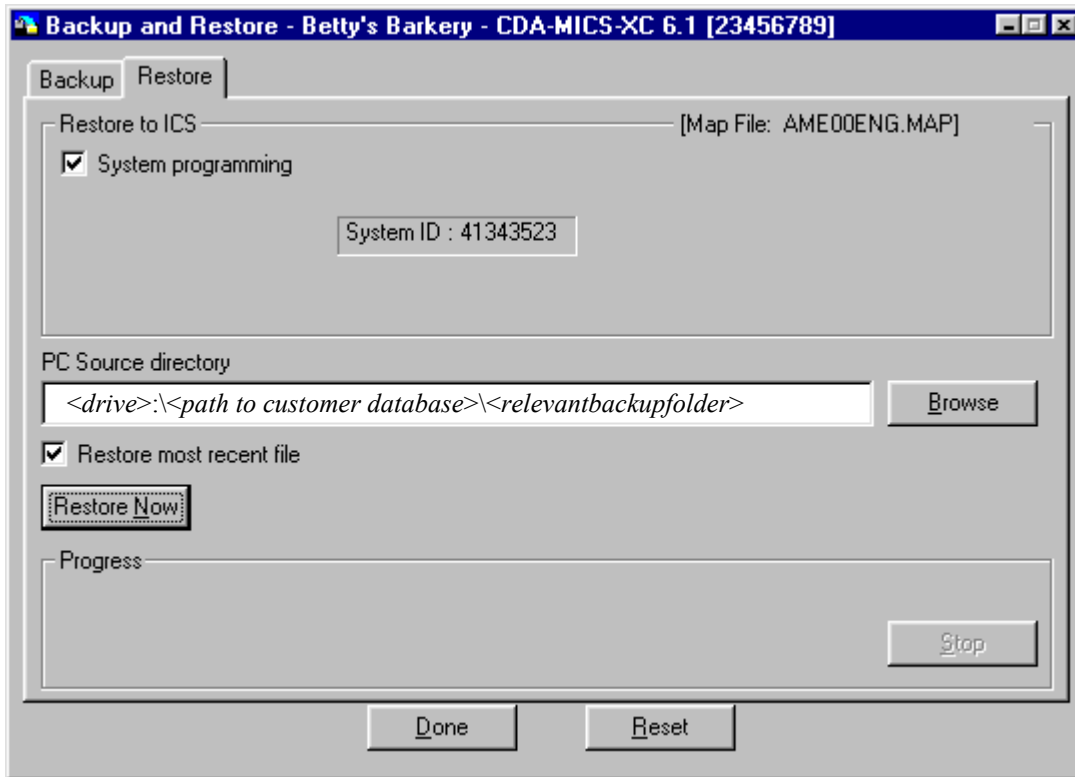 Backup and Restore - Betty's Barkery - CDA-MICS-XC 6.1 [23456789]
Backup Restore
Restore to ICS [Map File: AME00ENG.MAP]
System programming
System ID : 41343523
PC Source directory
<drive>:\<path to customer database>\<relevantbackupfolder> Browse
Restore most recent file
Restore Now
Progress
Stop
Done Reset